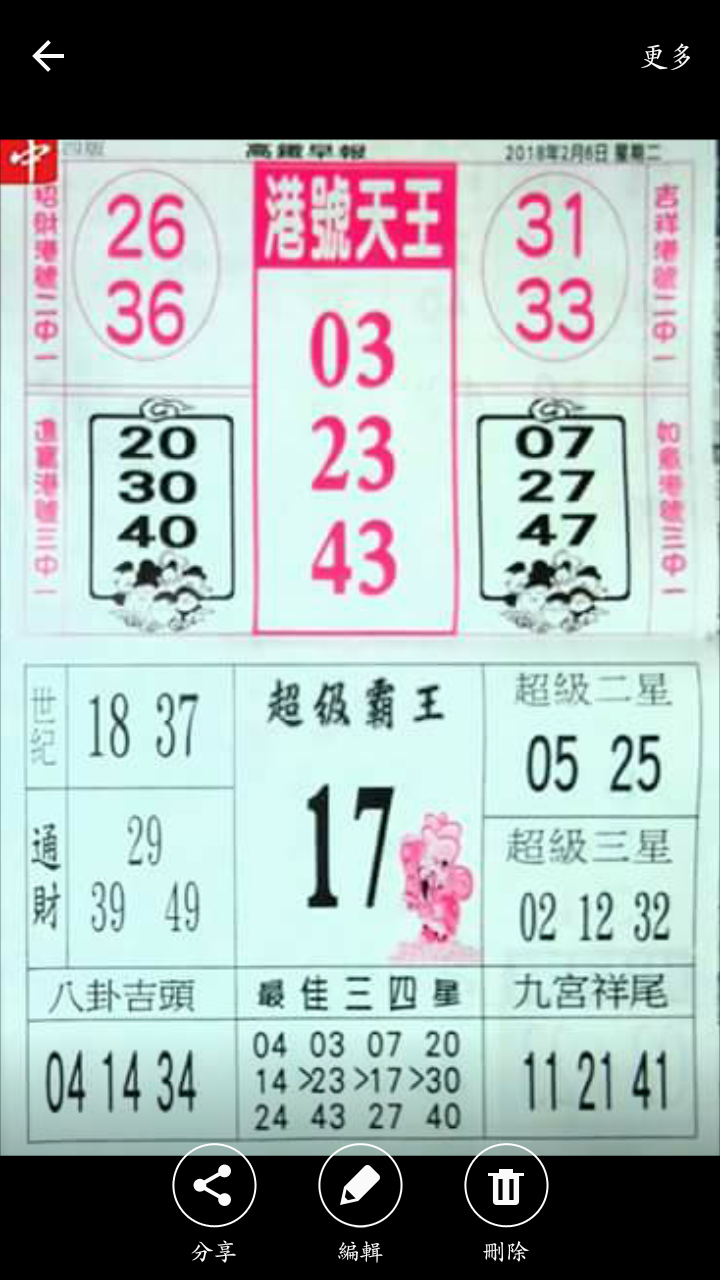 更多
中
四版 高鐵早報 2018年2月6日 星期二
招財港號二中一
26
36
港號天王
03
23
43
31
33
吉祥港號二中一
進寶港號三中一
20
30
40
07
27
47
如意港號三中一
世纪
18 37
通財
29
39 49
超级霸王
17
超級二星
05 25
超級三星
02 12 32
八卦吉頭
04 14 34
最佳三四星
04 03 07 20
14>23>17>30
24 43 27 40
九宮祥尾
11 21 41
分享
編輯
刪除